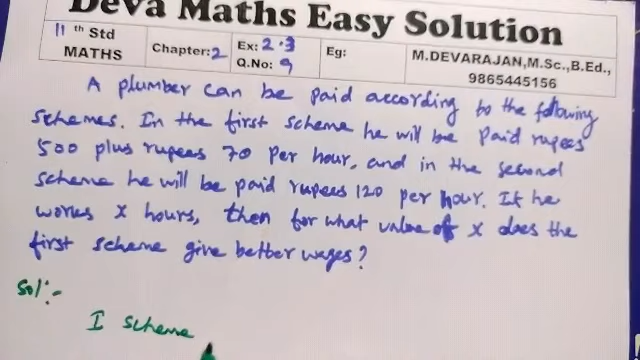 Deva Maths Easy Solution
11th Std
MATHS
Chapter: 2
Ex: 2.3
Q.No: 9
Eg:
M.DEVARAJAN,M.Sc.,B.Ed.,
9865445156
A plumber can be paid according to the following
schemes. In the first scheme he will be paid rupees
500 plus rupees 70 per hour, and in the second
scheme he will be paid rupees 120 per hour. If he
works x hours, then for what value of x does the
first scheme give better wages?
Sol:-
I scheme